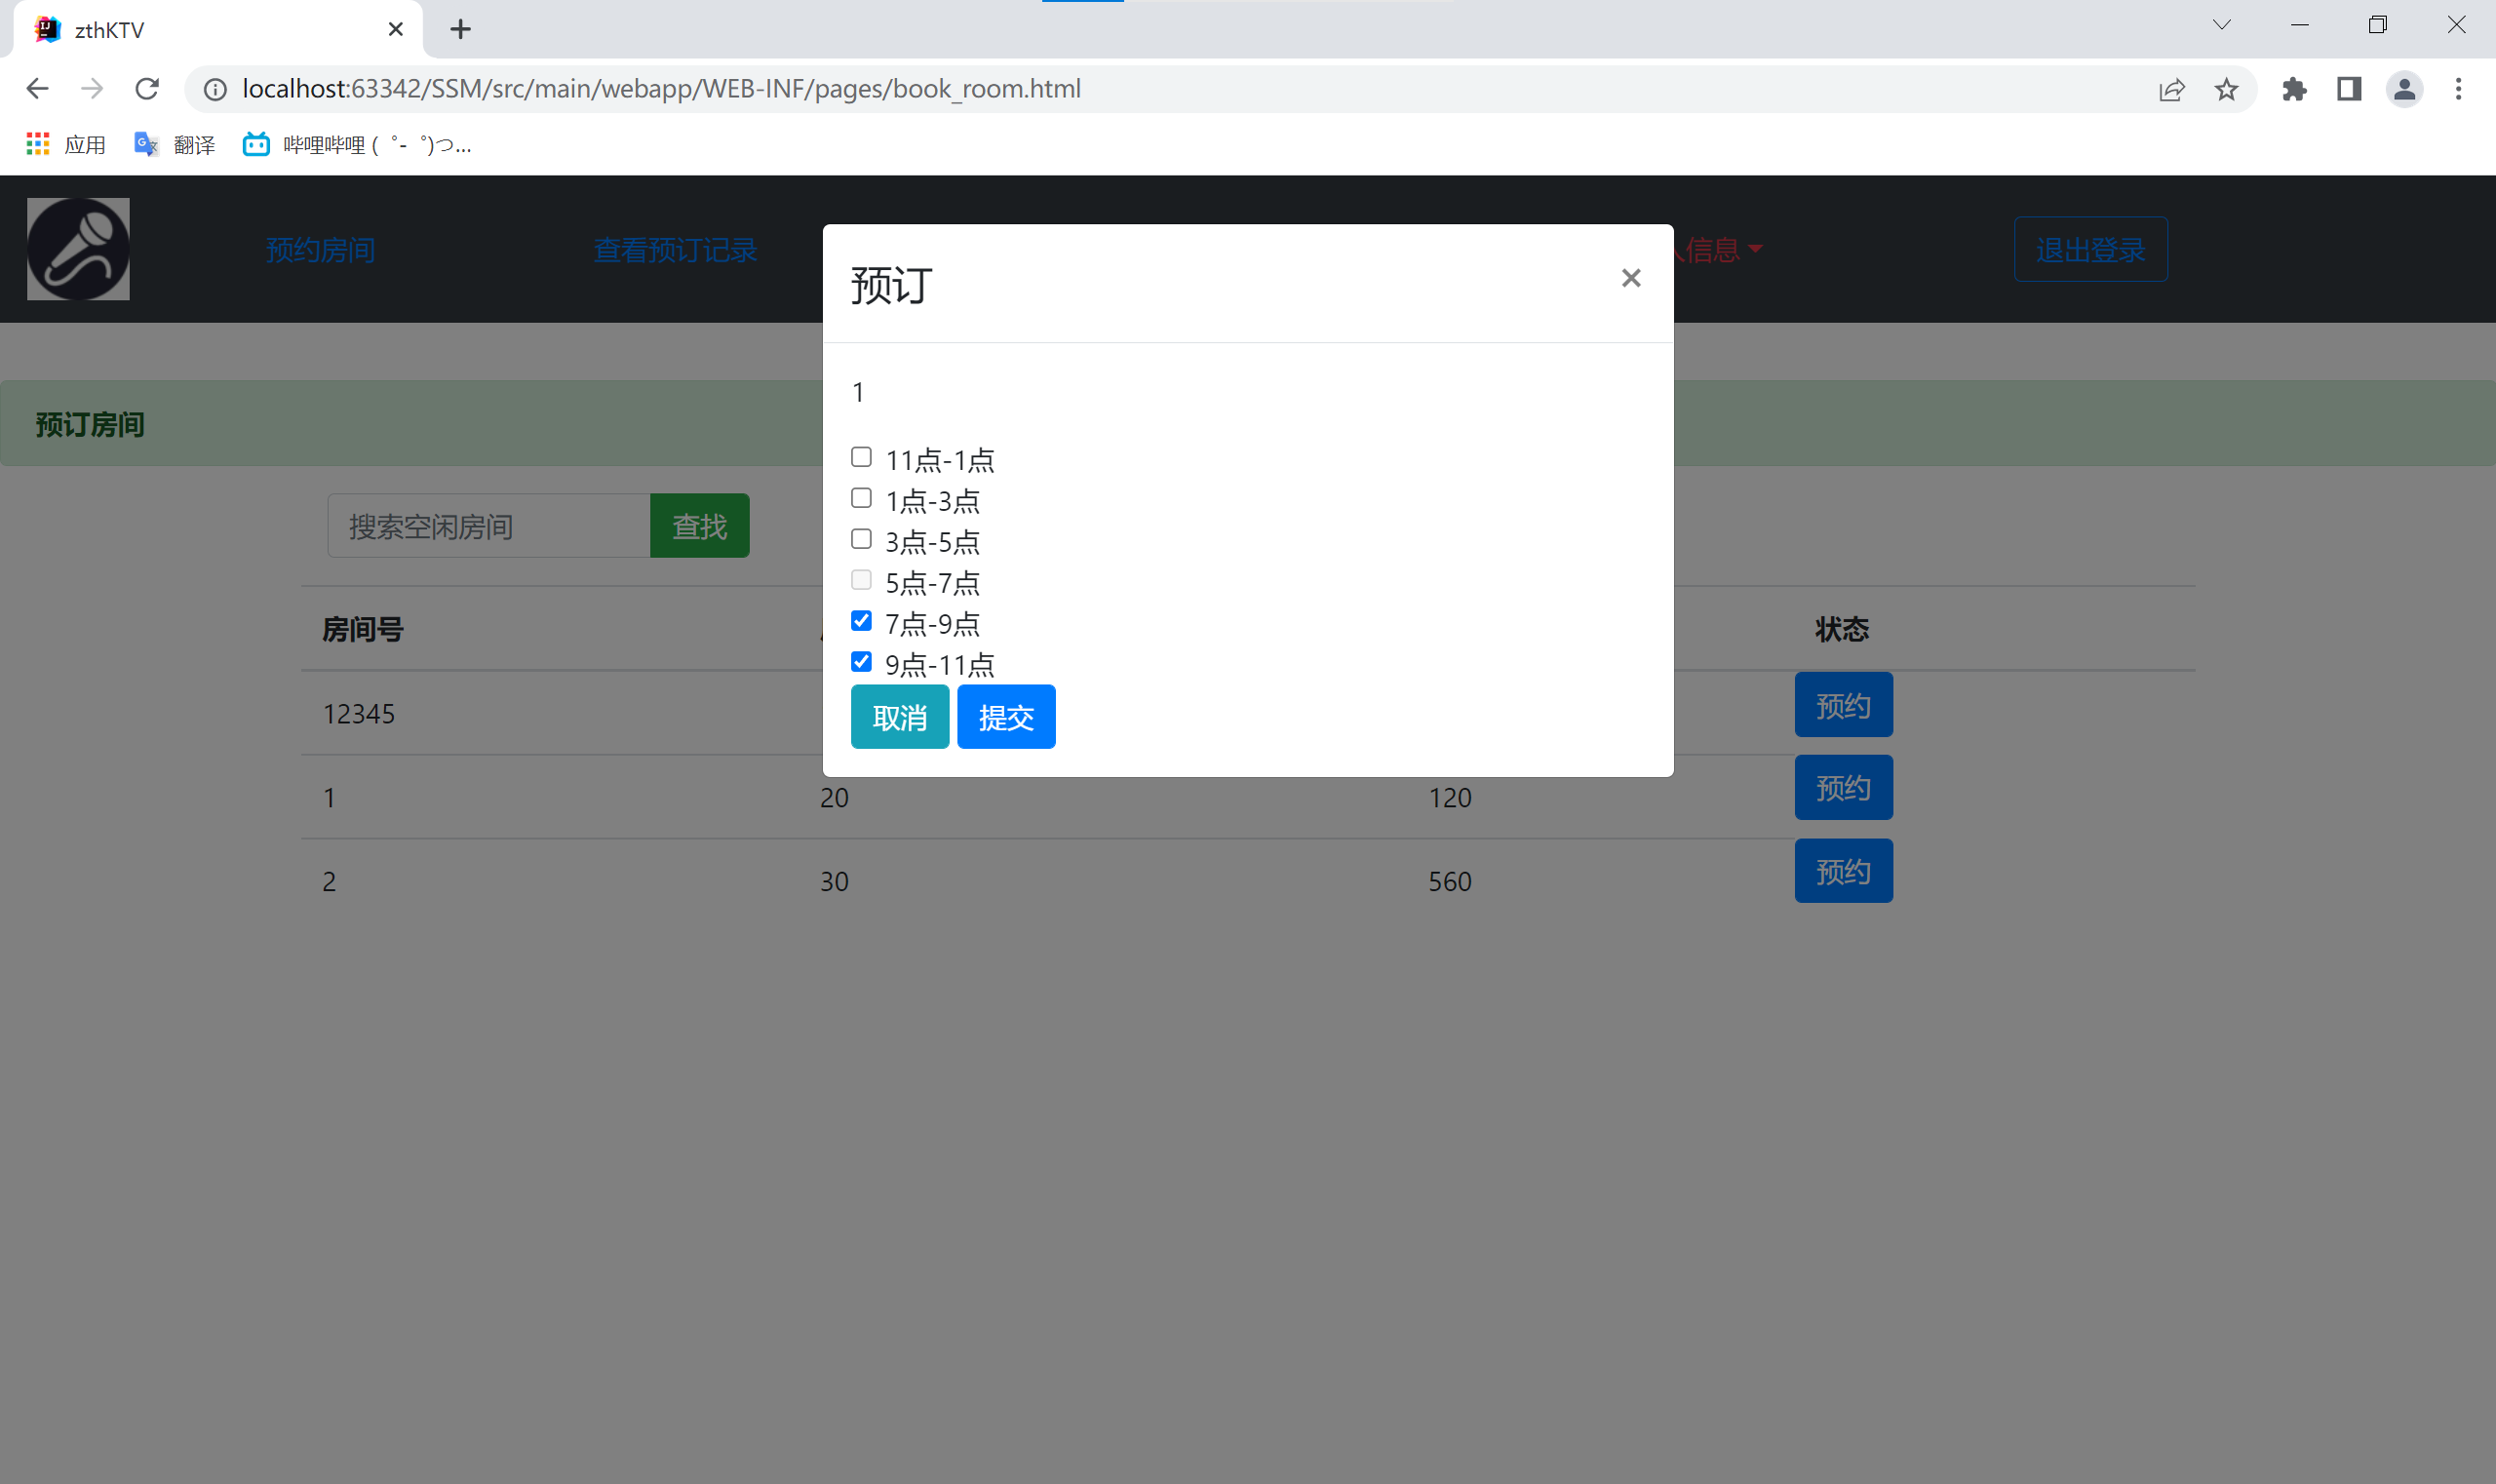 zthKTV
localhost:63342/SSM/src/main/webapp/WEB-INF/pages/book_room.html
应用 翻译 哔哩哔哩 (゜-゜)つ...
预约房间 查看预订记录 信息 退出登录
预订 ×
1
预订房间
11点-1点
1点-3点
搜索空闲房间 查找
3点-5点
5点-7点
7点-9点
房间号 状态
9点-11点
取消 提交
12345 预约
1 20 120 预约
2 30 560 预约